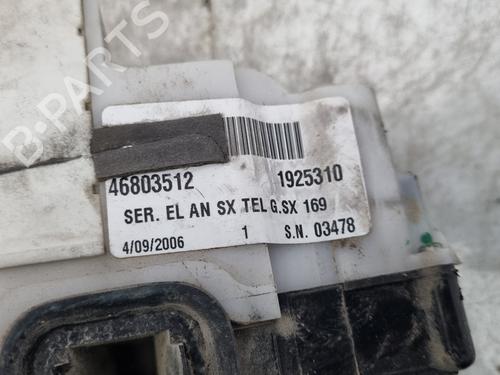 B-PARTS
46803512 1925310
SER. EL AN SX TEL G.SX 169
4/09/2006 1 S.N. 03478